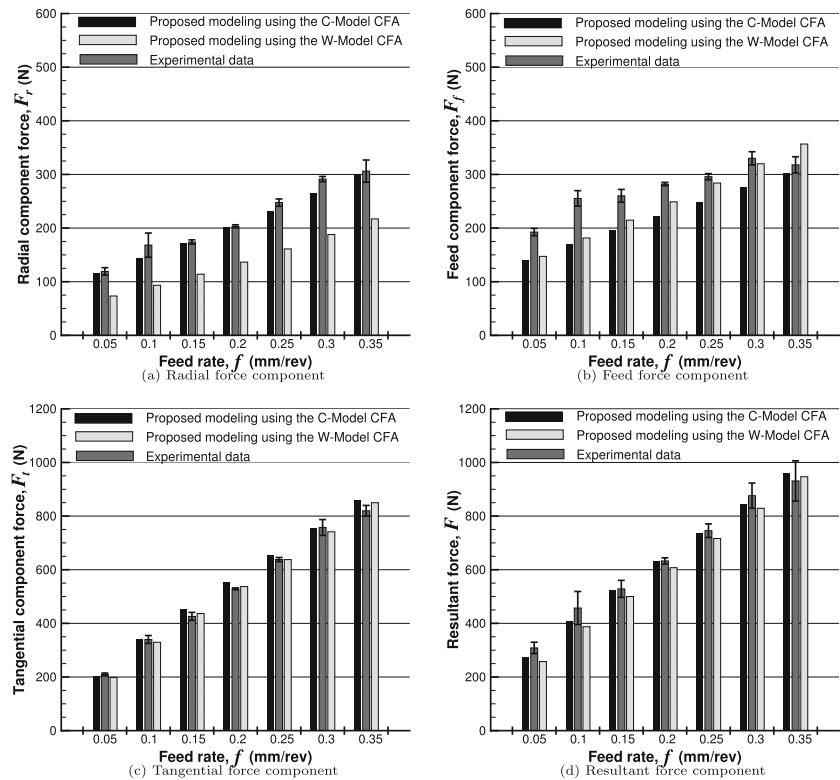 600
500
400
300
200
100
0
Radial component force, Fr (N)
Proposed modeling using the C-Model CFA
Proposed modeling using the W-Model CFA
Experimental data
0.05 0.1 0.15 0.2 0.25 0.3 0.35
Feed rate, f (mm/rev)
(a) Radial force component
600
500
400
300
200
100
0
Feed component force, Ff (N)
Proposed modeling using the C-Model CFA
Proposed modeling using the W-Model CFA
Experimental data
0.05 0.1 0.15 0.2 0.25 0.3 0.35
Feed rate, f (mm/rev)
(b) Feed force component
1200
1000
800
600
400
200
0
Tangential component force, Ft (N)
Proposed modeling using the C-Model CFA
Proposed modeling using the W-Model CFA
Experimental data
0.05 0.1 0.15 0.2 0.25 0.3 0.35
Feed rate, f (mm/rev)
(c) Tangential force component
1200
1000
800
600
400
200
0
Resultant force, F (N)
Proposed modeling using the C-Model CFA
Proposed modeling using the W-Model CFA
Experimental data
0.05 0.1 0.15 0.2 0.25 0.3 0.35
Feed rate, f (mm/rev)
(d) Resultant force component